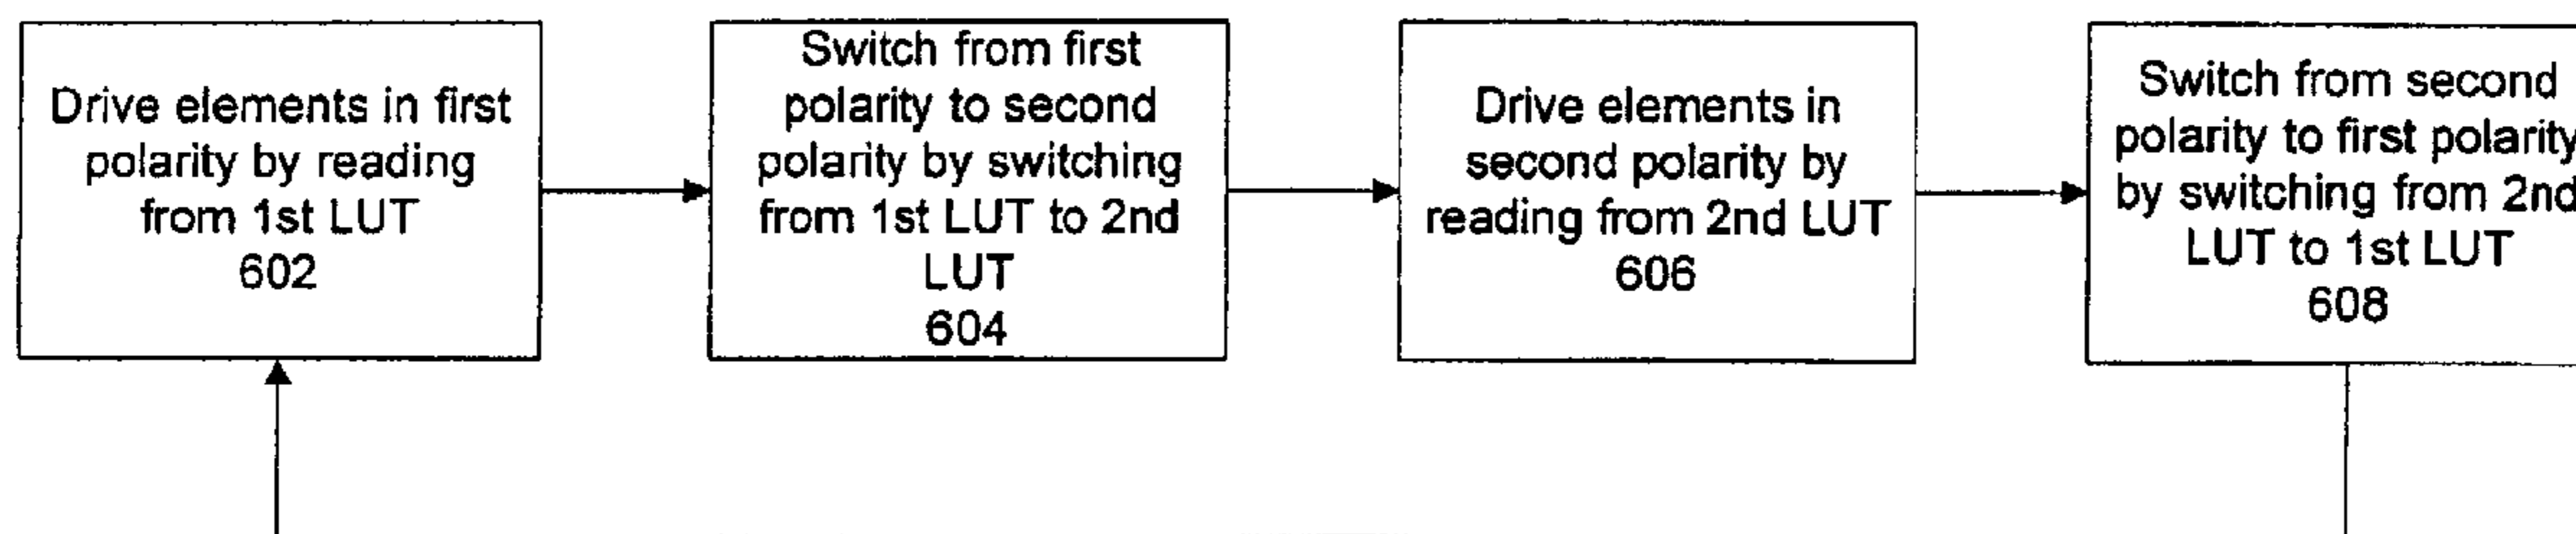 Drive elements in first
polarity by reading
from 1st LUT
602
Switch from first
polarity to second
polarity by switching
from 1st LUT to 2nd
LUT
604
Drive elements in
second polarity by
reading from 2nd LUT
606
Switch from second
polarity to first polarity
by switching from 2nd
LUT to 1st LUT
608